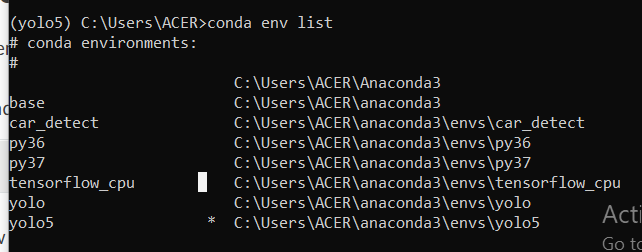 (yolo5) C:\Users\ACER>conda env list
# conda environments:
#
C:\Users\ACER\Anaconda3
base C:\Users\ACER\anaconda3
car_detect C:\Users\ACER\anaconda3\envs\car_detect
py36 C:\Users\ACER\anaconda3\envs\py36
py37 C:\Users\ACER\anaconda3\envs\py37
tensorflow_cpu C:\Users\ACER\anaconda3\envs\tensorflow_cpu
yolo C:\Users\ACER\anaconda3\envs\yolo
yolo5 * C:\Users\ACER\anaconda3\envs\yolo5
Acti
Go to